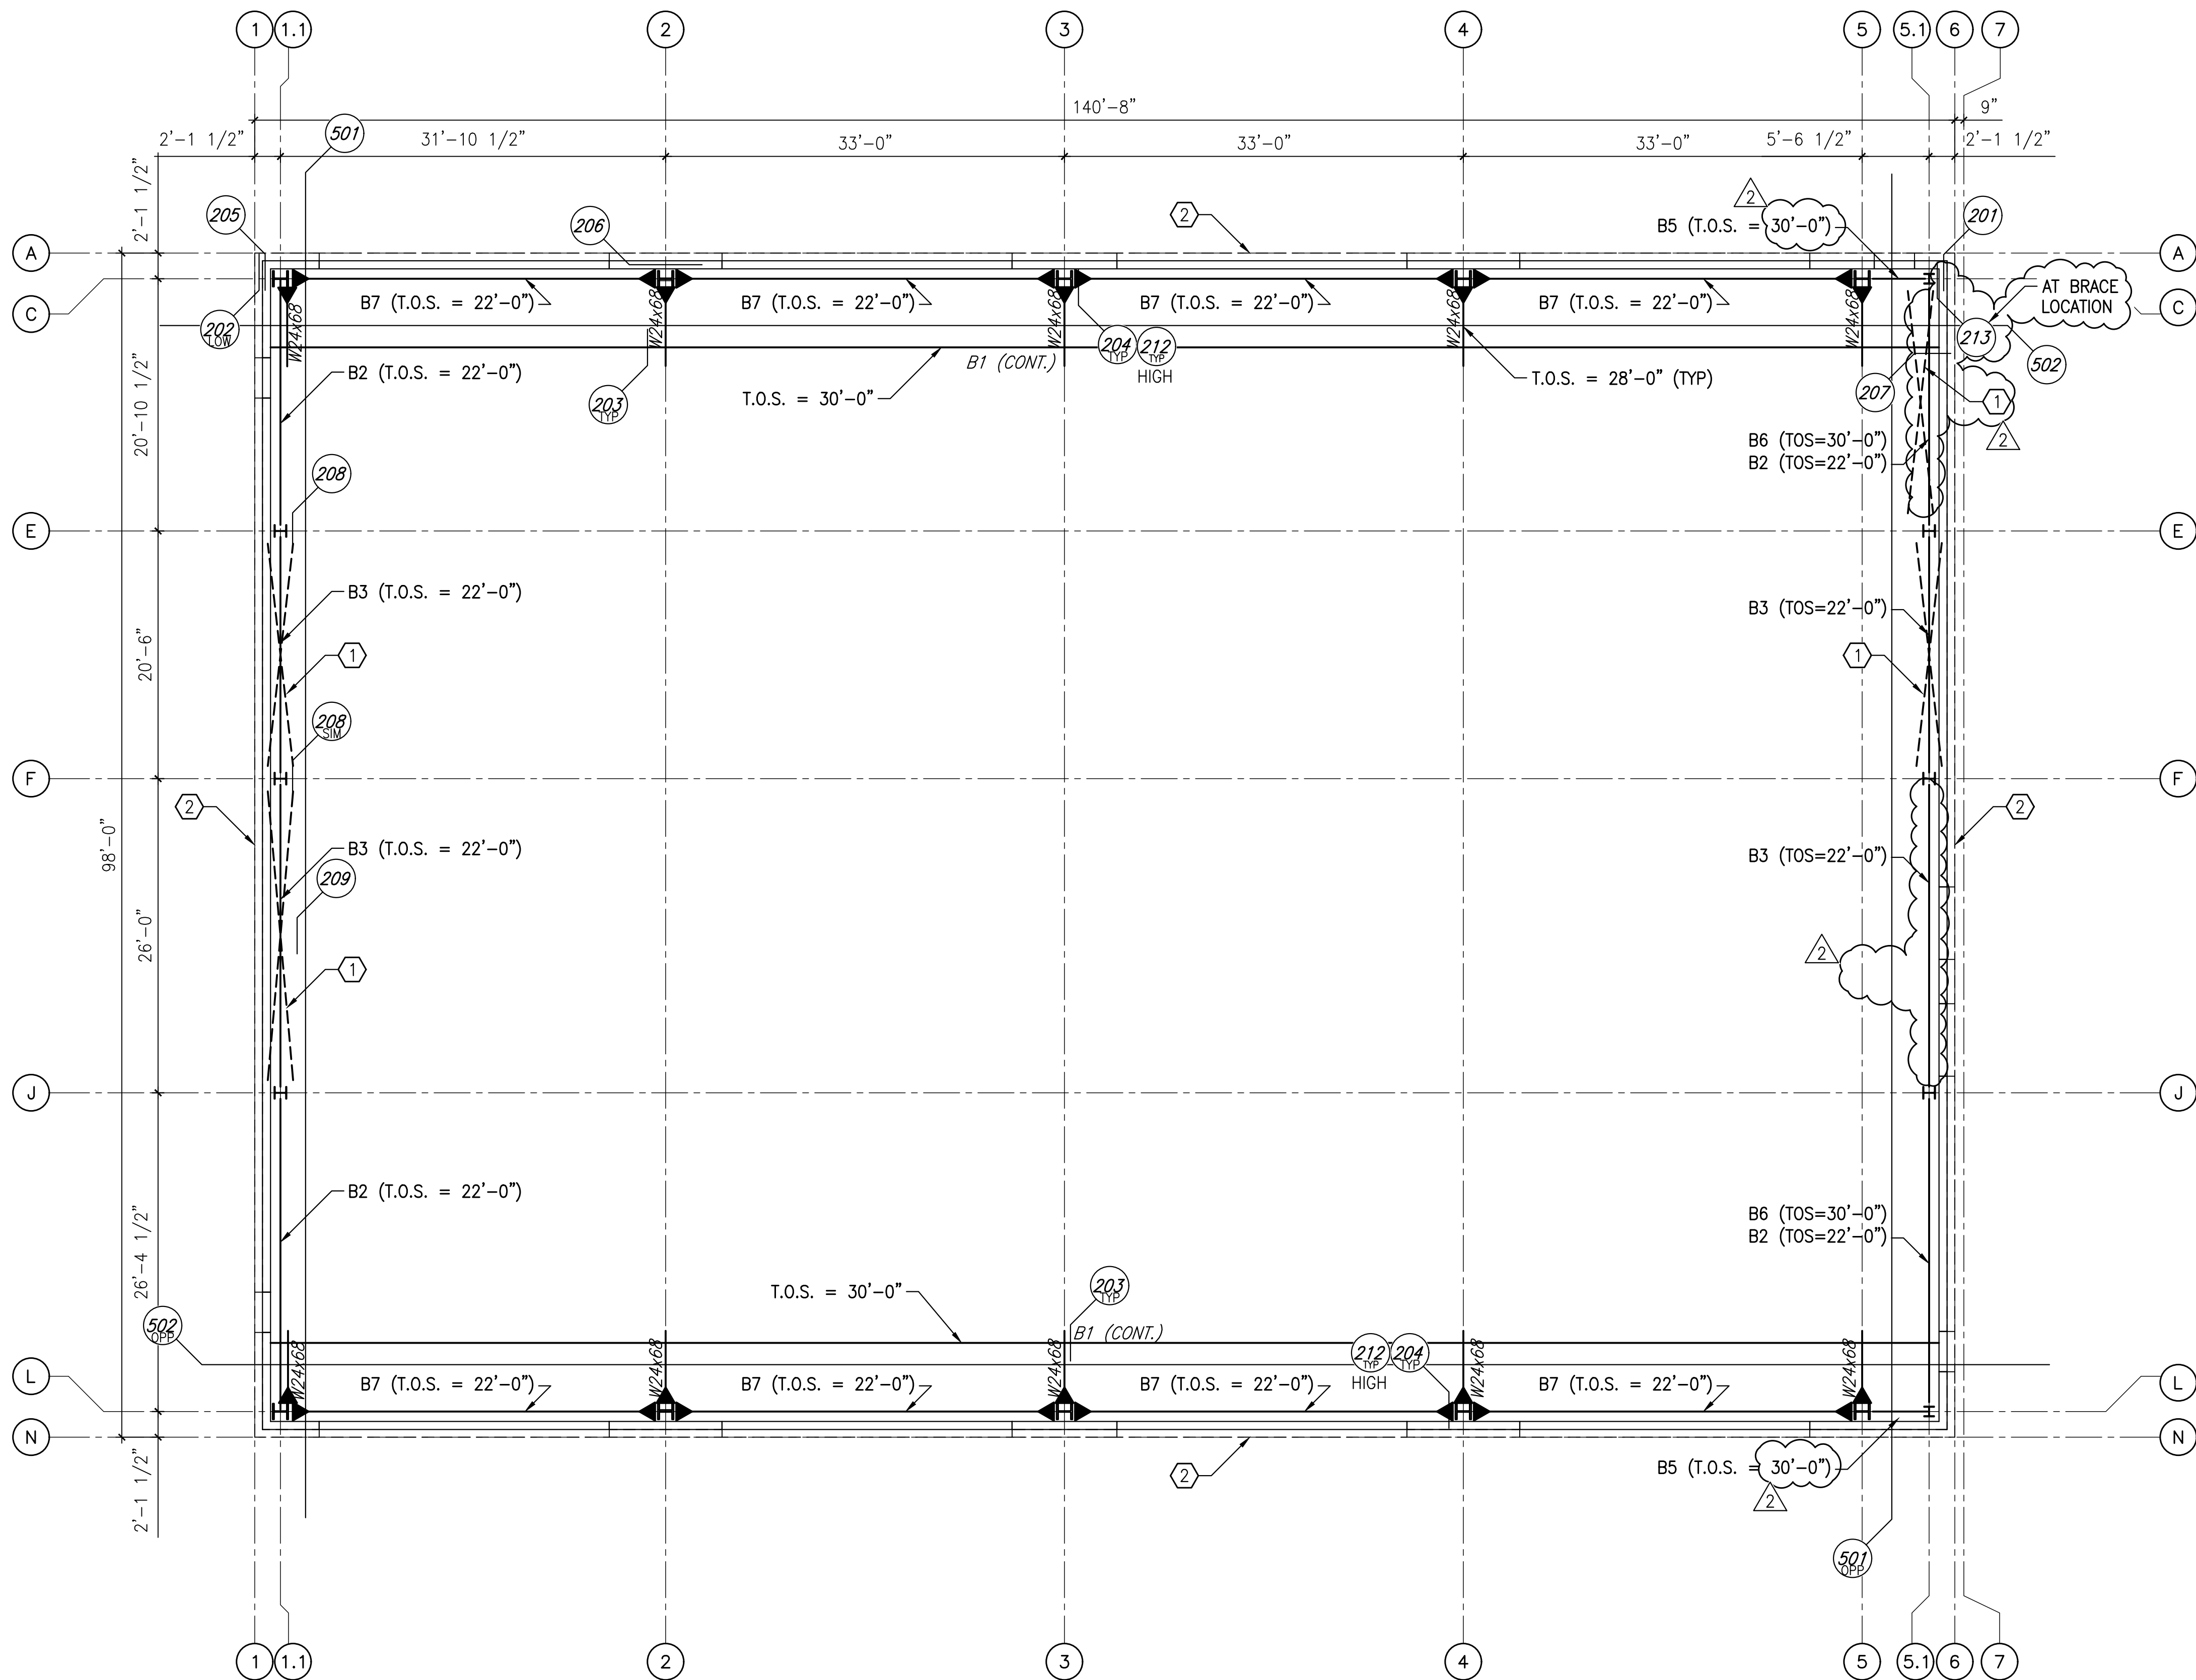 1 1.1 2 3 4 5 5.1 6 7
140'-8" 9"
2'-1 1/2" 501 31'-10 1/2" 33'-0" 33'-0" 33'-0" 5'-6 1/2" 2'-1 1/2"
2'-1 1/2"
205 206 2 2 B5 (T.O.S. = 30'-0") 201
A A
C B7 (T.O.S. = 22'-0") B7 (T.O.S. = 22'-0") B7 (T.O.S. = 22'-0") B7 (T.O.S. = 22'-0") C
AT BRACE
LOCATION
202
LOW
W24x68 W24x68 W24x68 W24x68 W24x68
204
TYP
212
TYP
HIGH
213
502
B1 (CONT.)
B2 (T.O.S. = 22'-0")
T.O.S. = 28'-0" (TYP)
203
TYP
T.O.S. = 30'-0"
207
1
2
20'-10 1/2"
B6 (TOS=30'-0")
B2 (TOS=22'-0")
208
E E
B3 (T.O.S. = 22'-0") B3 (TOS=22'-0")
20'-6"
1 1
208
SIM
F F
2 2
98'-0"
B3 (T.O.S. = 22'-0") B3 (TOS=22'-0")
209
26'-0"
2
1
J J
B2 (T.O.S. = 22'-0")
B6 (TOS=30'-0")
B2 (TOS=22'-0")
26'-4 1/2"
T.O.S. = 30'-0"
203
TYP
502
OPP
B1 (CONT.)
212
TYP
HIGH
204
TYP
W24x68 W24x68 W24x68 W24x68 W24x68
L B7 (T.O.S. = 22'-0") B7 (T.O.S. = 22'-0") B7 (T.O.S. = 22'-0") B7 (T.O.S. = 22'-0") L
N N
2'-1 1/2"
2 B5 (T.O.S. = 30'-0")
2
501
OPP
1 1.1 2 3 4 5 5.1 6 7